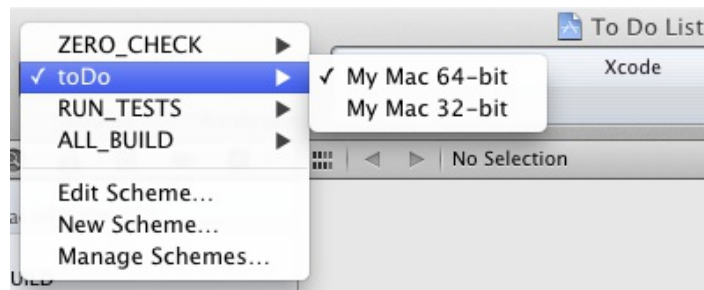 ZERO_CHECK
✓ toDo
RUN_TESTS
ALL_BUILD
Edit Scheme...
New Scheme...
Manage Schemes...
✓ My Mac 64-bit
My Mac 32-bit
To Do List
Xcode
No Selection